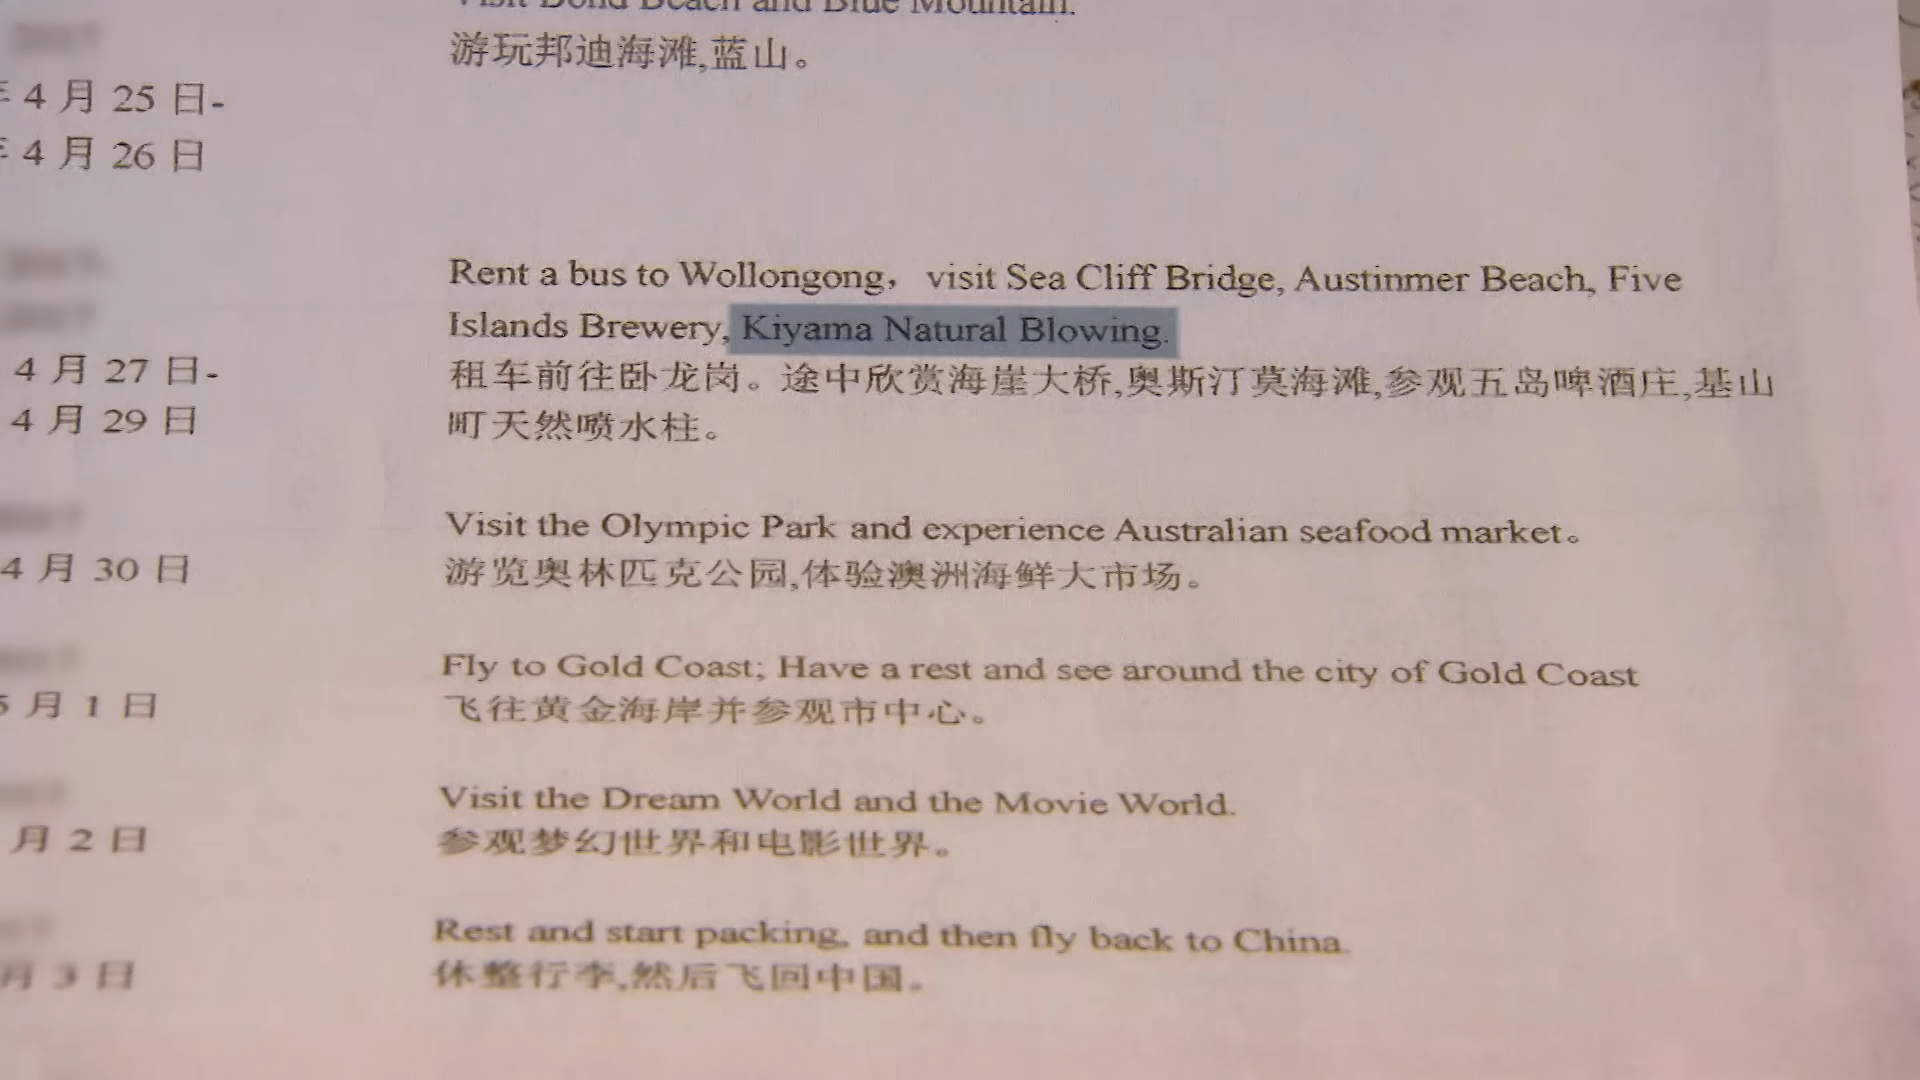 Visit Bond Beach and Blue Mountain.
游玩邦迪海滩,蓝山。
年 4 月 25 日-
年 4 月 26 日
Rent a bus to Wollongong， visit Sea Cliff Bridge, Austinmer Beach, Five
Islands Brewery, Kiyama Natural Blowing.
4 月 27 日-
租车前往卧龙岗。途中欣赏海崖大桥,奥斯汀莫海滩,参观五岛啤酒庄,基山
4 月 29 日
町天然喷水柱。
Visit the Olympic Park and experience Australian seafood market。
4 月 30 日
游览奥林匹克公园,体验澳洲海鲜大市场。
Fly to Gold Coast; Have a rest and see around the city of Gold Coast
5 月 1 日
飞往黄金海岸并参观市中心。
Visit the Dream World and the Movie World.
月 2 日
参观梦幻世界和电影世界。
Rest and start packing, and then fly back to China.
月 3 日
休整行李,然后飞回中国。